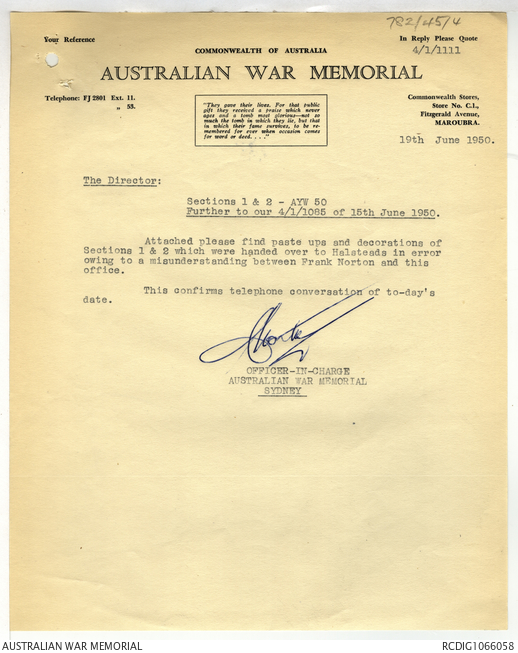 782/45/4
Your Reference
In Reply Please Quote
4/1/1111
COMMONWEALTH OF AUSTRALIA
AUSTRALIAN WAR MEMORIAL
Telephone: FJ 2801 Ext. 11.
" 55.
"They gave their lives. For that public
gift they received a praise which never
ages and a tomb most glorious—not so
much the tomb in which they lie, but that
in which their fame survives, to be re-
membered for ever when occasion comes
for word or deed. . . ."
Commonwealth Stores,
Store No. C.1.,
Fitzgerald Avenue,
MAROUBRA.
19th June 1950.
The Director:
Sections 1 & 2 - AYW 50
Further to our 4/1/1085 of 15th June 1950.
Attached please find paste ups and decorations of
Sections 1 & 2 which were handed over to Halsteads in error
owing to a misunderstanding between Frank Norton and this
office.
This confirms telephone conversation of to-day's
date.
OFFICER-IN-CHARGE
AUSTRALIAN WAR MEMORIAL
SYDNEY
AUSTRALIAN WAR MEMORIAL
RCDIG1066058